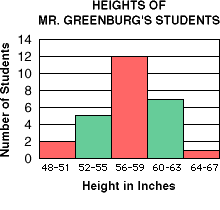 HEIGHTS OF
MR. GREENBURG'S STUDENTS
Number of Students
14
12
10
8
6
4
2
0
48-51 52-55 56-59 60-63 64-67
Height in Inches